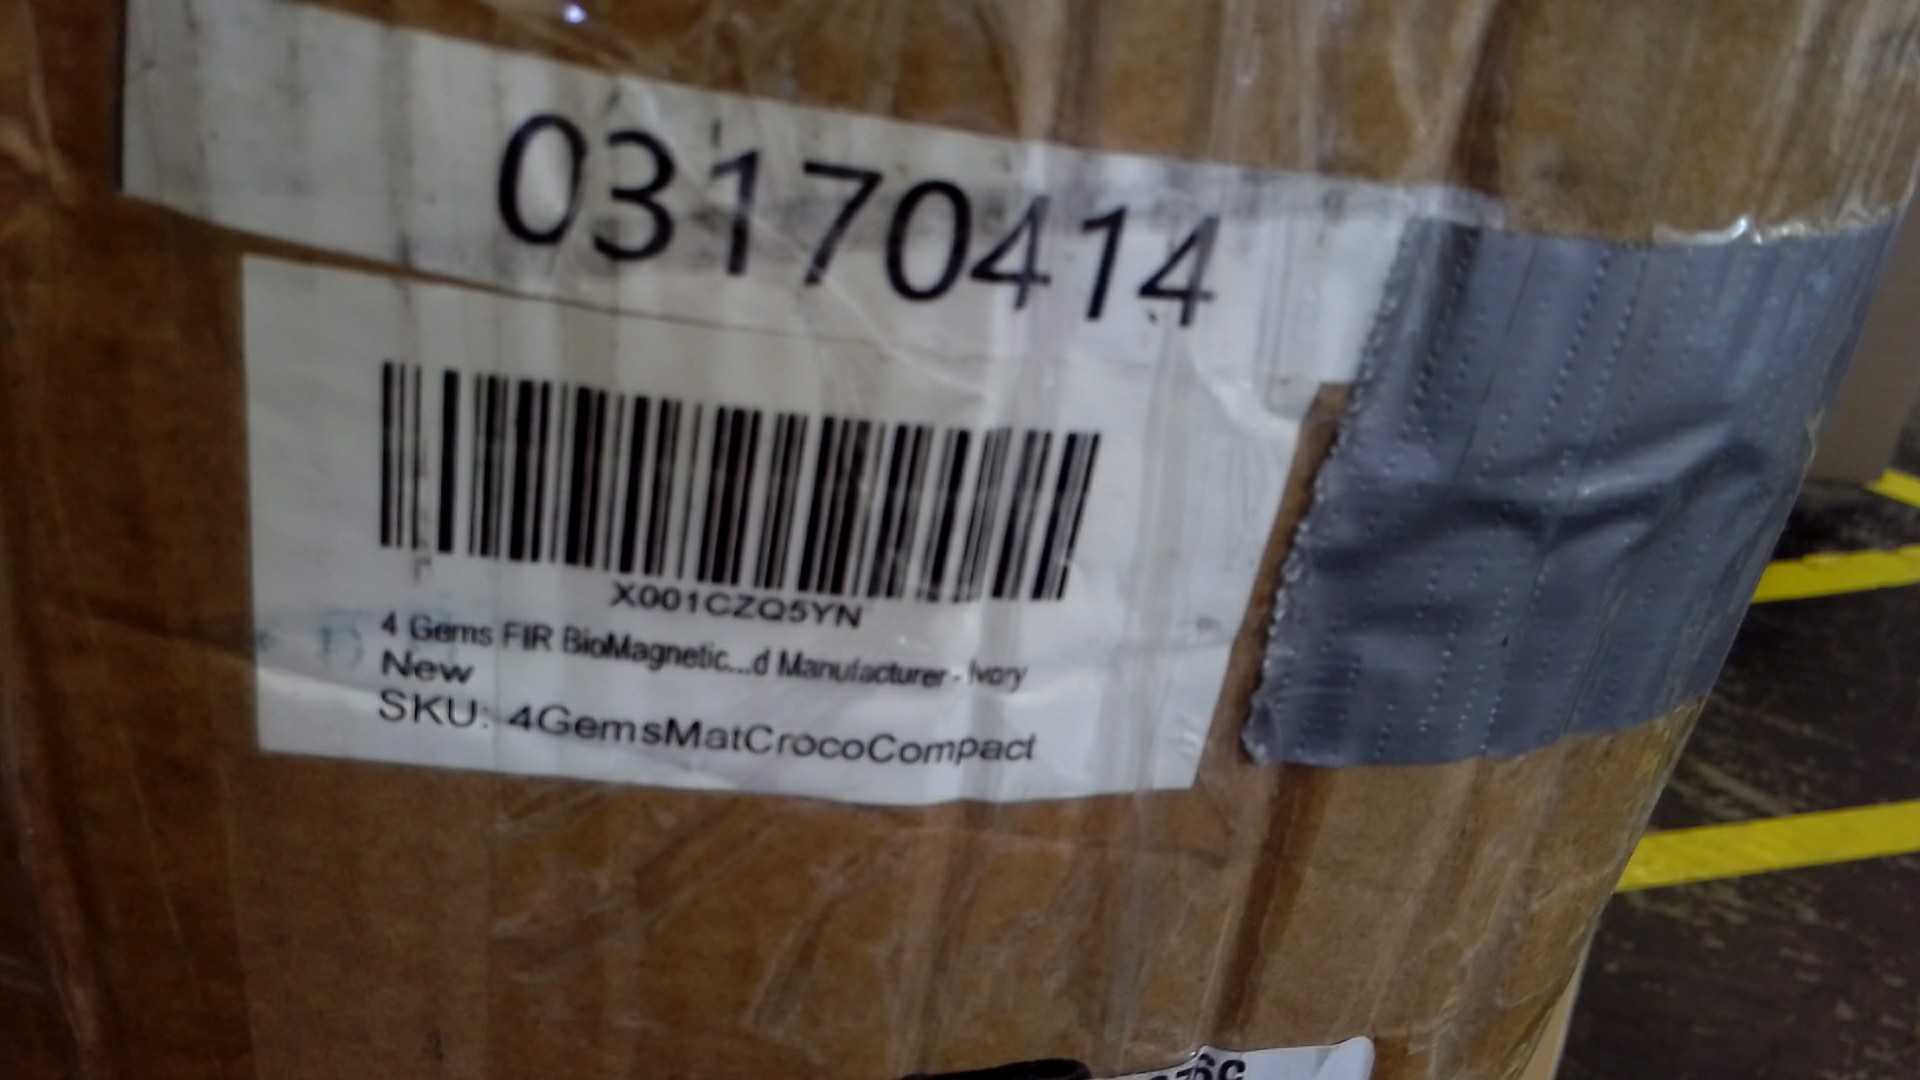 03170414
X001CZQ5YN
4 Gems FIR BioMagnetic...d Manufacturer - Ivory
New
SKU: 4GemsMatCrocoCompact